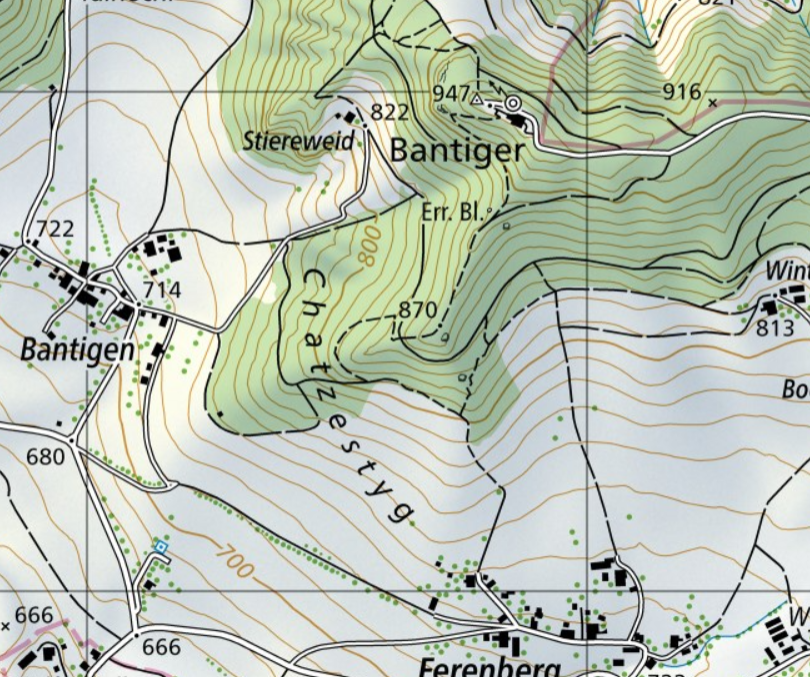 821
947
916
822
Stiereweid
Bantiger
Err. Bl.
722
800
714
870
Chatzestyg
813
Bantigen
680
700
666
666
Ferenberg